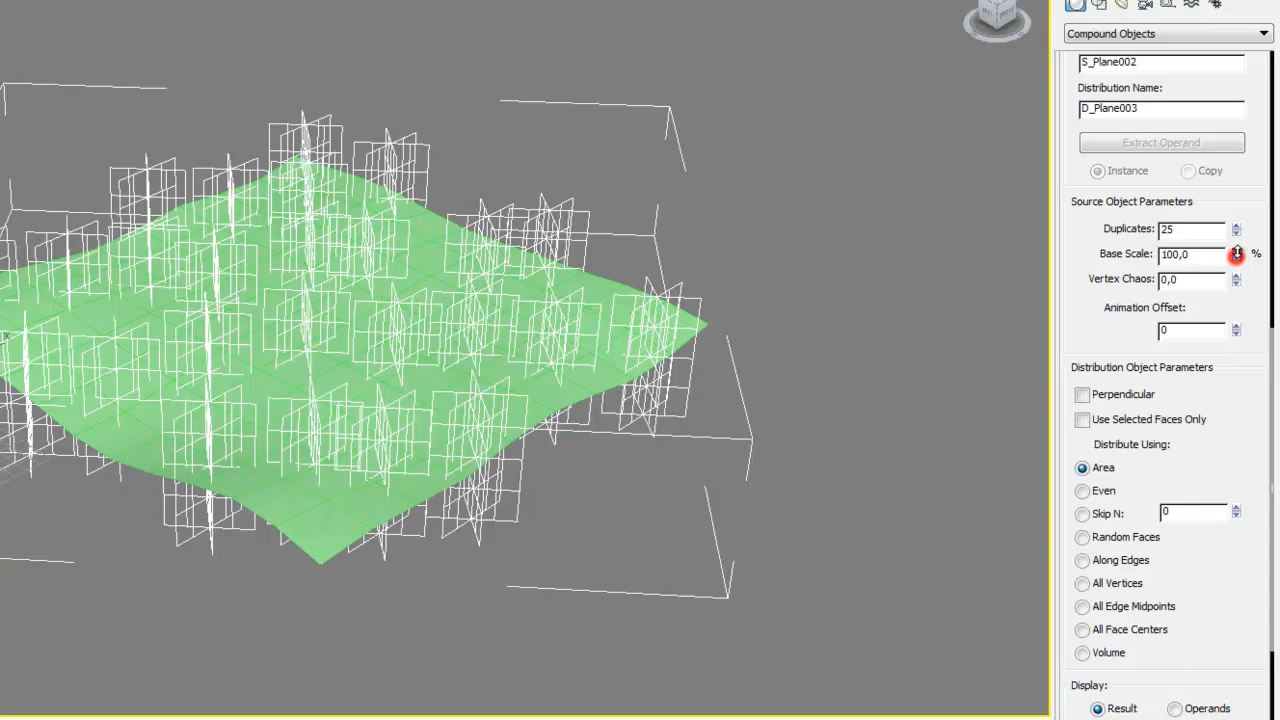 Compound Objects
S_Plane002
Distribution Name:
D_Plane003
Extract Operand
Instance Copy
Source Object Parameters
Duplicates: 25
Base Scale: 100,0 %
Vertex Chaos: 0,0
Animation Offset:
0
Distribution Object Parameters
Perpendicular
Use Selected Faces Only
Distribute Using:
Area
Even
Skip N: 0
Random Faces
Along Edges
All Vertices
All Edge Midpoints
All Face Centers
Volume
Display:
Result Operands